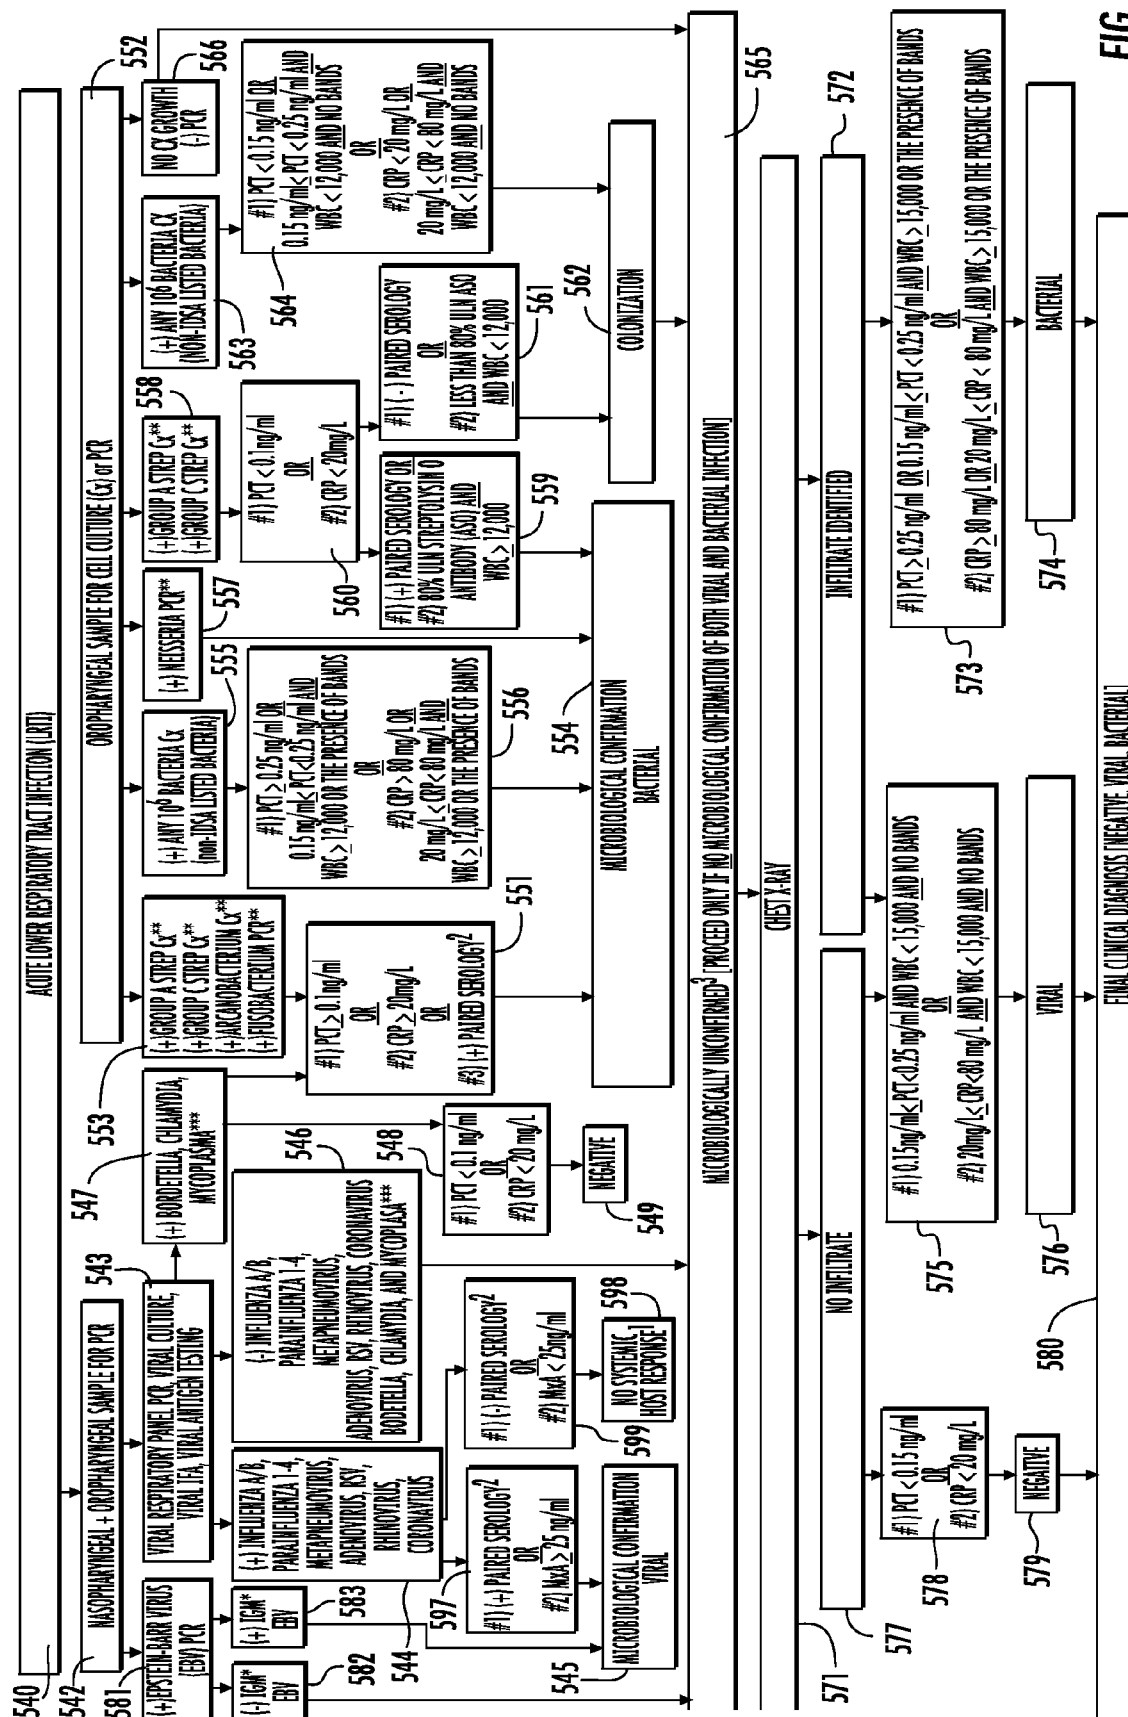 540
ACUTE LOWER RESPIRATORY TRACT INFECTION (LRTI)
542
NASOPHARYNGEAL + OROPHARYNGEAL SAMPLE FOR PCR
OROPHARYNGEAL SAMPLE FOR CELL CULTURE (Cx) or PCR
552
581
(+)EPSTEIN-BARR VIRUS
(EBV) PCR
543
VIRAL RESPIRATORY PANEL PCR, VIRAL CULTURE,
VIRAL IFA, VIRAL ANTIGEN TESTING
547
(+) BORDETELLA, CHLAMYDIA,
MYCOPLASMA***
553
(+)GROUP A STREP Cx**
(+)GROUP C STREP Cx**
(+)ARCANOBACTERIUM Cx**
(+)FUSOBACTERIUM PCR**
(+) ANY 10⁶ BACTERIA Cx
(non-IDSA LISTED BACTERIA)
555
(+) NEISSERIA PCR**
557
(+)GROUP A STREP Cx**
(+)GROUP C STREP Cx**
558
(+) ANY 10⁶ BACTERIA CX
(NON-IDSA LISTED BACTERIA)
563
NO CX GROWTH
(-) PCR
566
(-) IGM*
EBV
582
(+) IGM*
EBV
583
(+) INFLUENZA A/B,
PARAINFLUENZA 1-4,
METAPNEUMOVIRUS,
ADENOVIRUS, RSV,
RHINOVIRUS,
CORONAVIRUS
544
(-) INFLUENZA A/B,
PARAINFLUENZA 1-4,
METAPNEUMOVIRUS,
ADENOVIRUS, RSV, RHINOVIRUS, CORONAVIRUS
BODETELLA, CHLAMYDIA, AND MYCOPLASA***
546
#1) PCT ≥ 0.1 ng/ml
OR
#2) CRP ≥ 20mg/L
OR
#3) (+) PAIRED SEROLOGY²
551
#1) PCT ≥ 0.25 ng/ml OR
0.15 ng/ml≤ PCT<0.25 ng/ml AND
WBC ≥ 12,000 OR THE PRESENCE OF BANDS
OR
#2) CRP > 80 mg/L OR
20 mg/L ≤ CRP <80 mg/L AND
WBC ≥ 12,000 OR THE PRESENCE OF BANDS
556
#1) PCT < 0.1ng/ml
OR
#2) CRP < 20mg/L
560
#1) PCT < 0.15 ng/ml OR
0.15 ng/ml≤ PCT < 0.25 ng/ml AND
WBC < 12,000 AND NO BANDS
OR
#2) CRP < 20 mg/L OR
20 mg/L ≤ CRP < 80 mg/L AND
WBC < 12,000 AND NO BANDS
564
#1) (+) PAIRED SEROLOGY OR
#2) 80% ULN STREPTOLYSIN O
ANTIBODY (ASO) AND
WBC ≥ 12,000
559
#1) (-) PAIRED SEROLOGY
OR
#2) LESS THAN 80% ULN ASO
AND WBC < 12,000
561
548
#1) PCT < 0.1 ng/ml
OR
#2) CRP < 20 mg/L
NEGATIVE
549
597
#1) (+) PAIRED SEROLOGY²
OR
#2) MxA ≥ 25 ng/ml
#1) (-) PAIRED SEROLOGY²
OR
#2) MxA < 25ng/ml
599
NO SYSTEMIC
HOST RESPONSE¹
598
545
MICROBIOLOGICAL CONFIRMATION
VIRAL
554
MICROBIOLOGICAL CONFIRMATION
BACTERIAL
562
COLONIZATION
MICROBIOLOGICALLY UNCONFIRMED³ [PROCEED ONLY IF NO MICROBIOLOGICAL CONFIRMATION OF BOTH VIRAL AND BACTERIAL INFECTION]
565
CHEST X-RAY
571
NO INFILTRATE
577
INFILTRATE IDENTIFIED
572
#1) PCT < 0.15 ng/ml
OR
#2) CRP < 20 mg/L
578
#1) 0.15ng/ml≤ PCT<0.25 ng/ml AND WBC < 15,000 AND NO BANDS
OR
#2) 20mg/L≤ CRP<80 mg/L AND WBC < 15,000 AND NO BANDS
575
#1) PCT ≥ 0.25 ng/ml OR 0.15 ng/ml≤ PCT < 0.25 ng/ml AND WBC ≥ 15,000 OR THE PRESENCE OF BANDS
OR
#2) CRP > 80 mg/L OR 20 mg/L ≤ CRP < 80 mg/L AND WBC ≥ 15,000 OR THE PRESENCE OF BANDS
573
NEGATIVE
579
VIRAL
576
BACTERIAL
574
580
FINAL CLINICAL DIAGNOSIS [NEGATIVE, VIRAL, BACTERIAL]
FIG